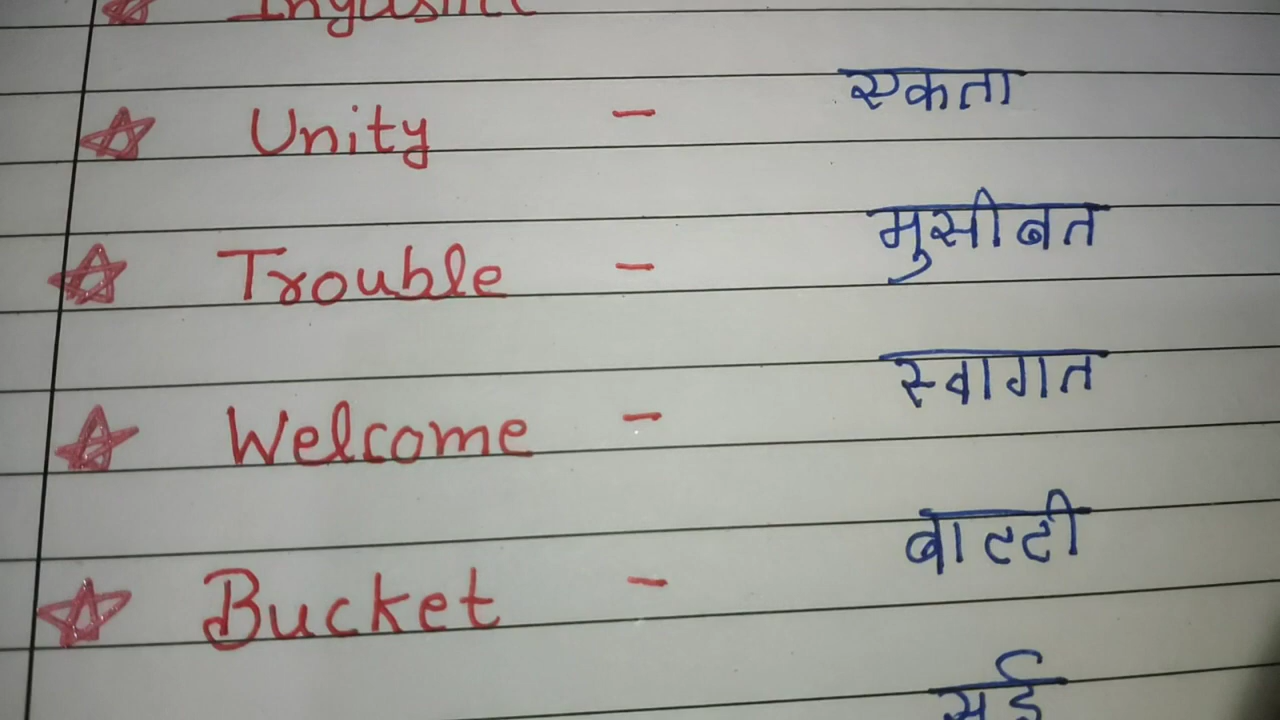 Unity - एकता
Trouble - मुसीबत
Welcome - स्वागत
Bucket - बाल्टी